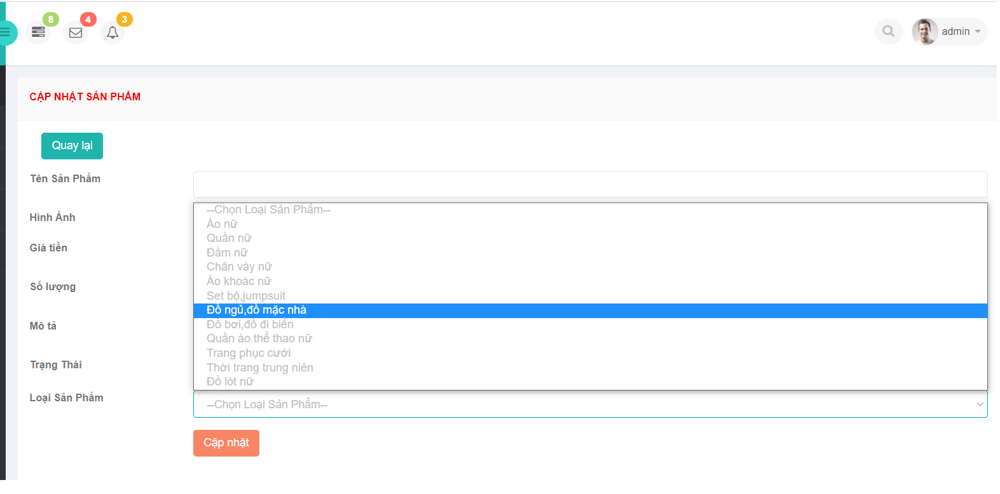 8
4
3
admin
CẬP NHẬT SẢN PHẨM
Quay lại
Tên Sản Phẩm
Hình Ảnh
Giá tiền
Số lượng
Mô tả
Trạng Thái
Loại Sản Phẩm
--Chọn Loại Sản Phẩm--
Áo nữ
Quần nữ
Đầm nữ
Chân váy nữ
Áo khoác nữ
Set bộ,jumpsuit
Đồ ngủ,đồ mặc nhà
Đồ bơi,đồ đi biển
Quần áo thể thao nữ
Trang phục cưới
Thời trang trung niên
Đồ lót nữ
--Chọn Loại Sản Phẩm--
Cập nhật